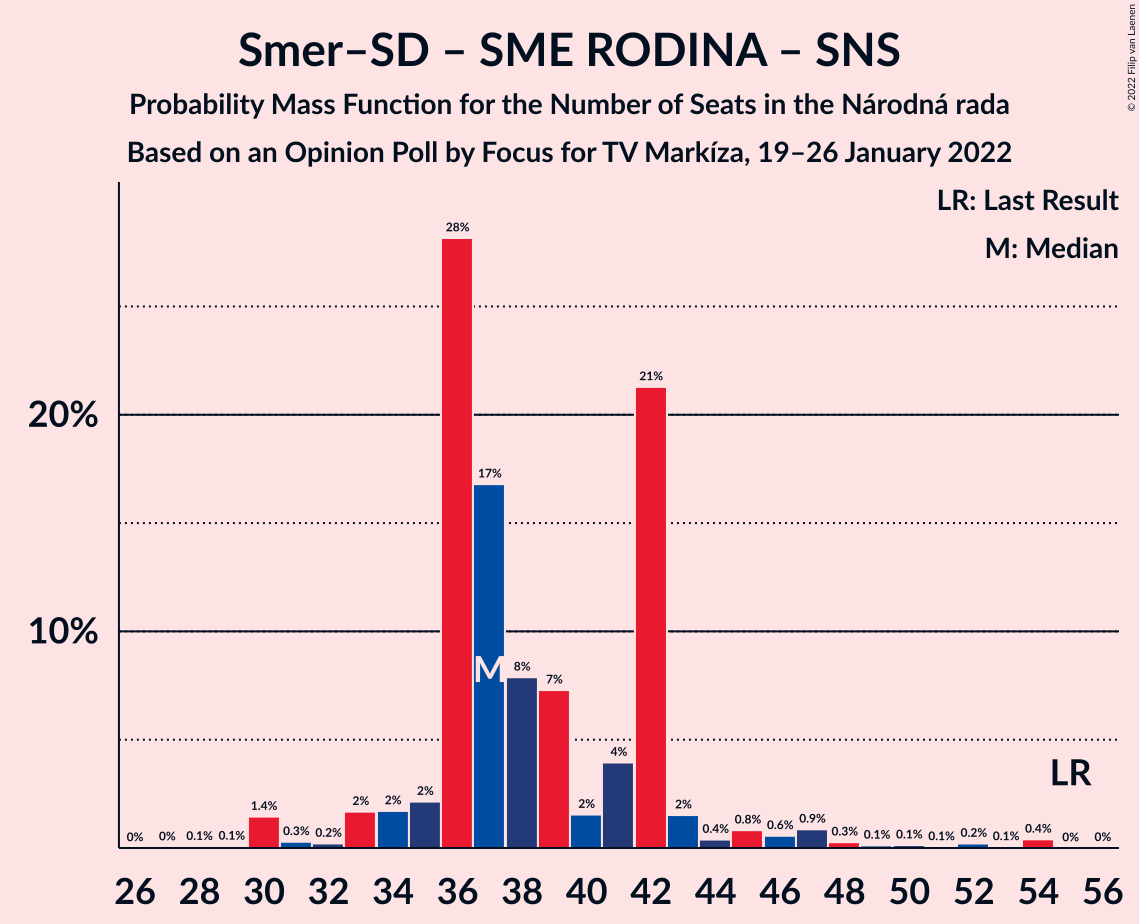 Smer–SD – SME RODINA – SNS
Probability Mass Function for the Number of Seats in the Národná rada
Based on an Opinion Poll by Focus for TV Markíza, 19–26 January 2022
© 2022 Filip van Laenen
LR: Last Result
M: Median
20%
10%
0% 0% 0.1% 0.1% 1.4% 0.3% 0.2% 2% 2% 2% 28% 17% 8% 7% 2% 4% 21% 2% 0.4% 0.8% 0.6% 0.9% 0.3% 0.1% 0.1% 0.1% 0.2% 0.1% 0.4% 0% 0%
M
LR
26 28 30 32 34 36 38 40 42 44 46 48 50 52 54 56